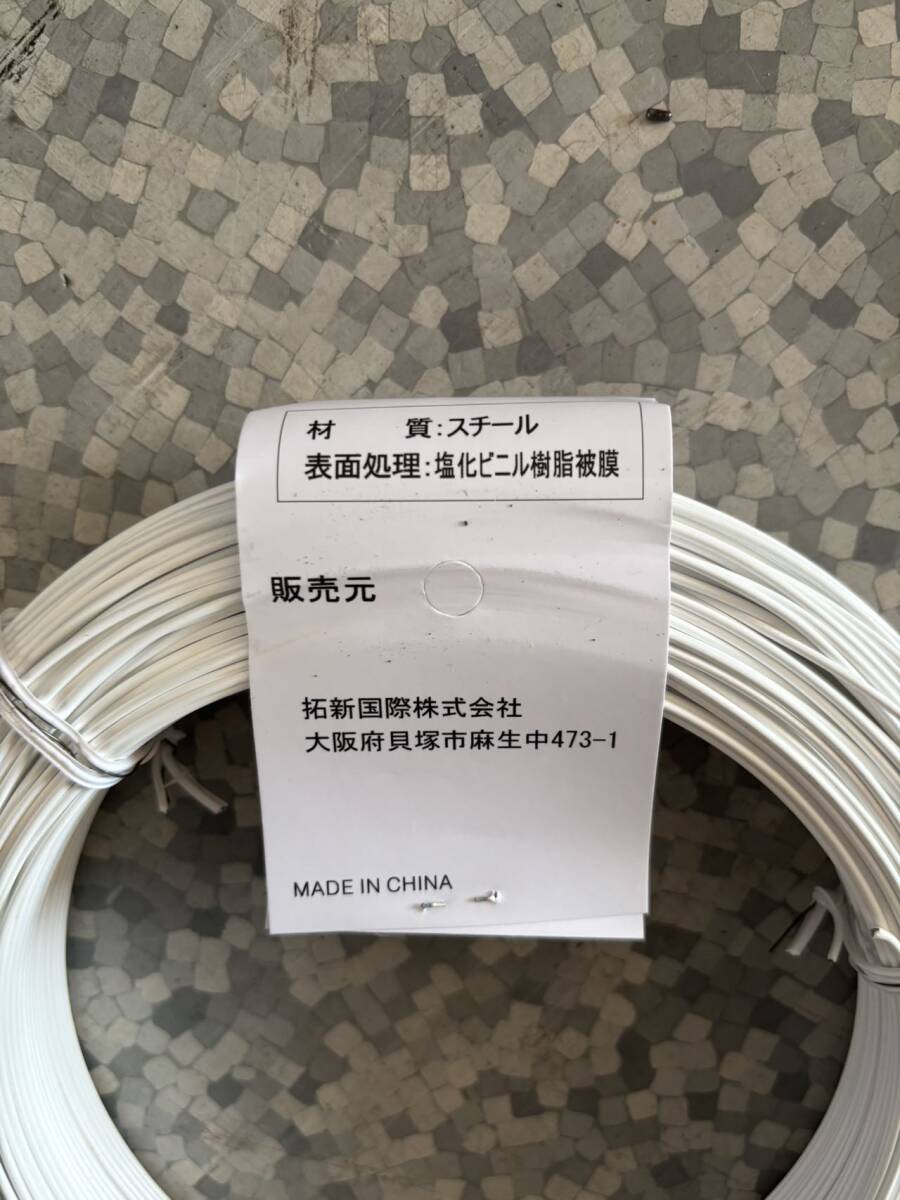 材　　質：スチール
表面処理：塩化ビニル樹脂被膜
販売元
拓新国際株式会社
大阪府貝塚市麻生中473-1
MADE IN CHINA